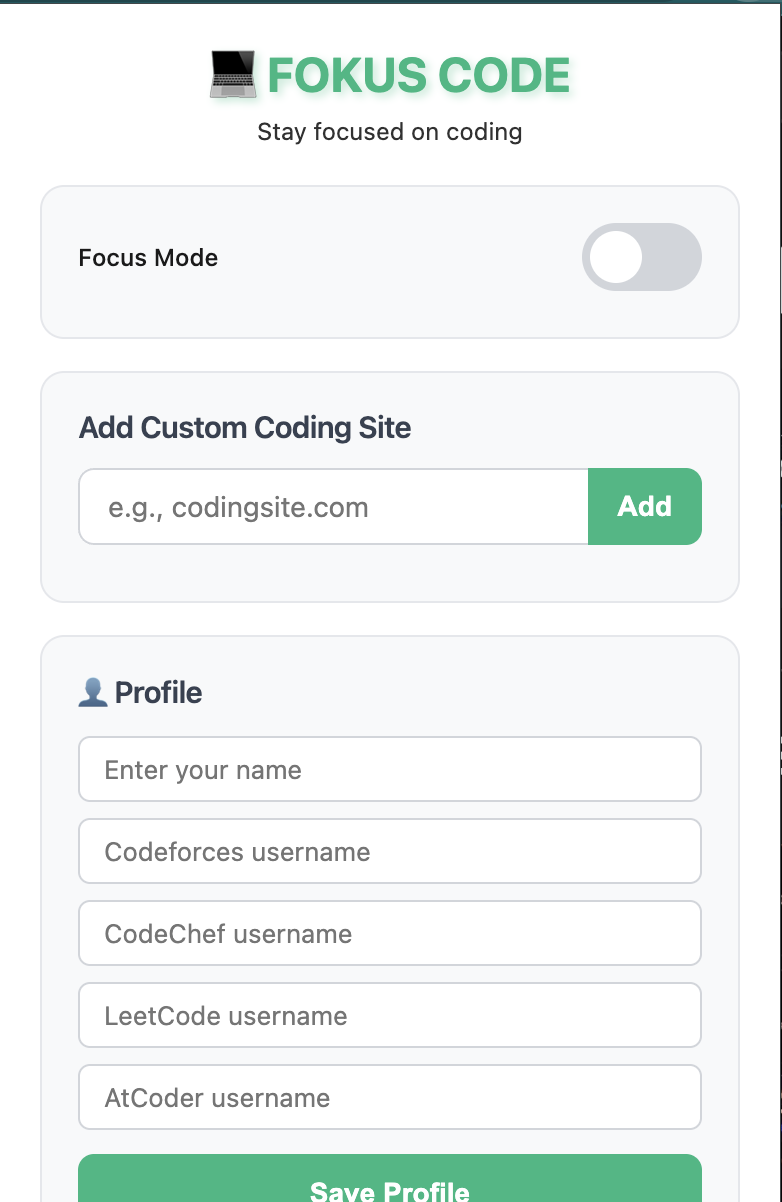 FOKUS CODE
Stay focused on coding
Focus Mode
Add Custom Coding Site
e.g., codingsite.com
Add
Profile
Enter your name
Codeforces username
CodeChef username
LeetCode username
AtCoder username
Save Profile